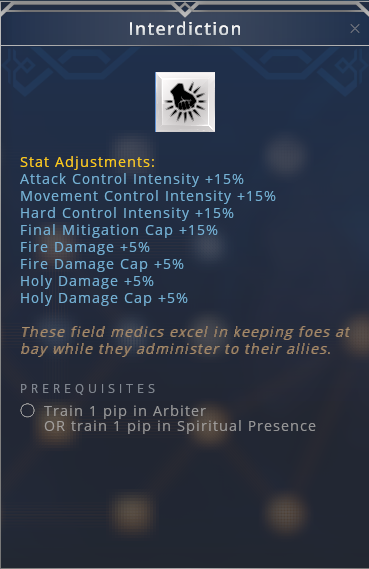 Interdiction
Stat Adjustments:
Attack Control Intensity +15%
Movement Control Intensity +15%
Hard Control Intensity +15%
Final Mitigation Cap +15%
Fire Damage +5%
Fire Damage Cap +5%
Holy Damage +5%
Holy Damage Cap +5%
These field medics excel in keeping foes at
bay while they administer to their allies.
PREREQUISITES
Train 1 pip in Arbiter
OR train 1 pip in Spiritual Presence